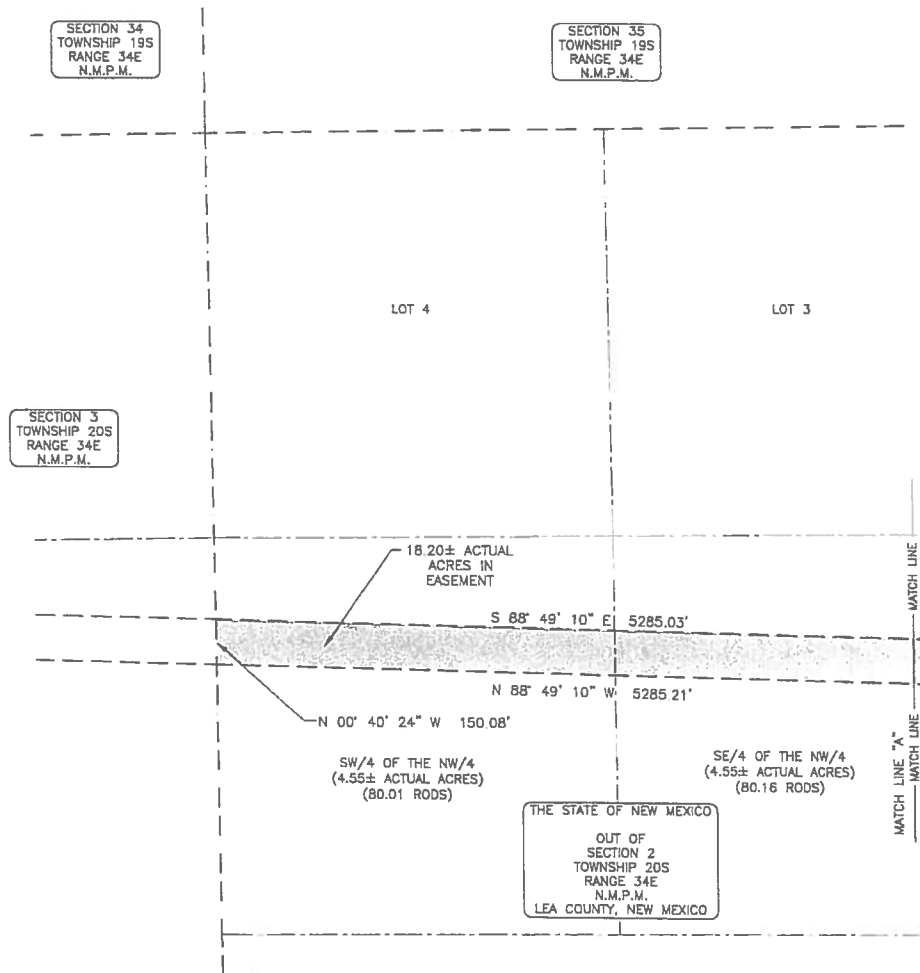 SECTION 34
TOWNSHIP 19S
RANGE 34E
N.M.P.M.
SECTION 35
TOWNSHIP 19S
RANGE 34E
N.M.P.M.
LOT 4
LOT 3
SECTION 3
TOWNSHIP 20S
RANGE 34E
N.M.P.M.
18.20± ACTUAL
ACRES IN
EASEMENT
S 88° 49' 10" E 5285.03'
N 88° 49' 10" W 5285.21'
N 00° 40' 24" W 150.08'
SW/4 OF THE NW/4
(4.55± ACTUAL ACRES)
(80.01 RODS)
SE/4 OF THE NW/4
(4.55± ACTUAL ACRES)
(80.16 RODS)
MATCH LINE
MATCH LINE "A"
MATCH LINE
THE STATE OF NEW MEXICO
OUT OF
SECTION 2
TOWNSHIP 20S
RANGE 34E
N.M.P.M.
LEA COUNTY, NEW MEXICO